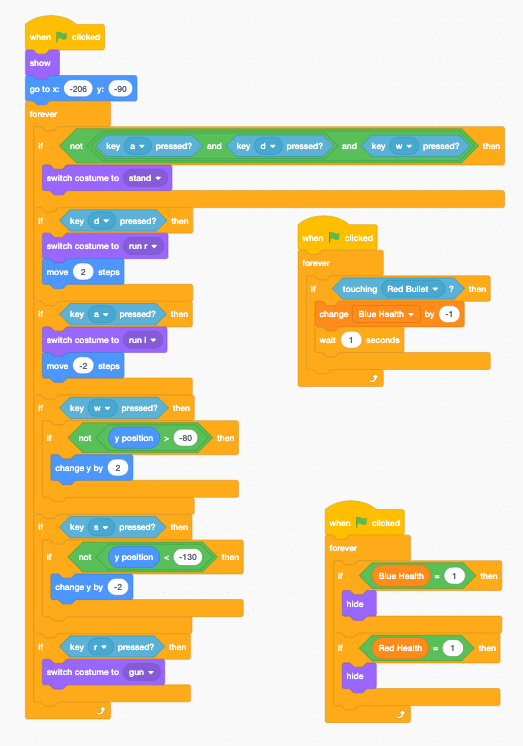 when clicked
show
go to x: -206 y: -90
forever
if not key a pressed? and key d pressed? and key w pressed? then
switch costume to stand
if key d pressed? then
switch costume to run r
move 2 steps
if key a pressed? then
switch costume to run l
move -2 steps
if key w pressed? then
if not y position > -80 then
change y by 2
if key s pressed? then
if not y position < -130 then
change y by -2
if key r pressed? then
switch costume to gun
when clicked
forever
if touching Red Bullet ? then
change Blue Health by -1
wait 1 seconds
when clicked
forever
if Blue Health = 1 then
hide
if Red Health = 1 then
hide